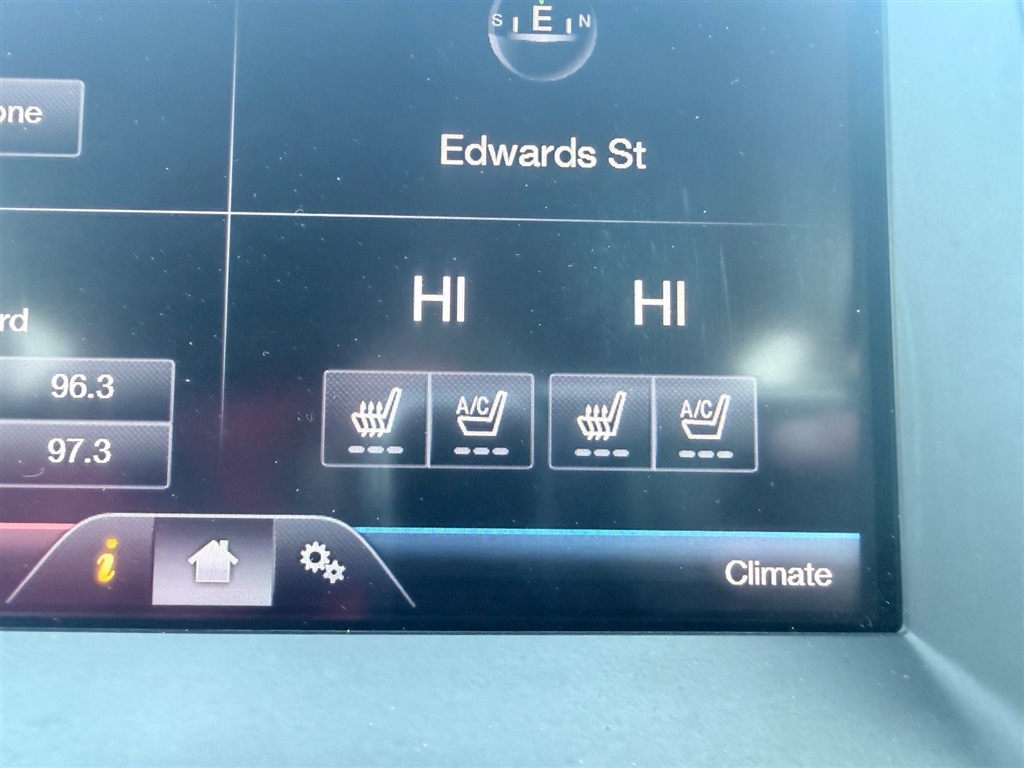 S E N
one
Edwards St
HI HI
rd
96.3
A/C A/C
97.3
i
Climate